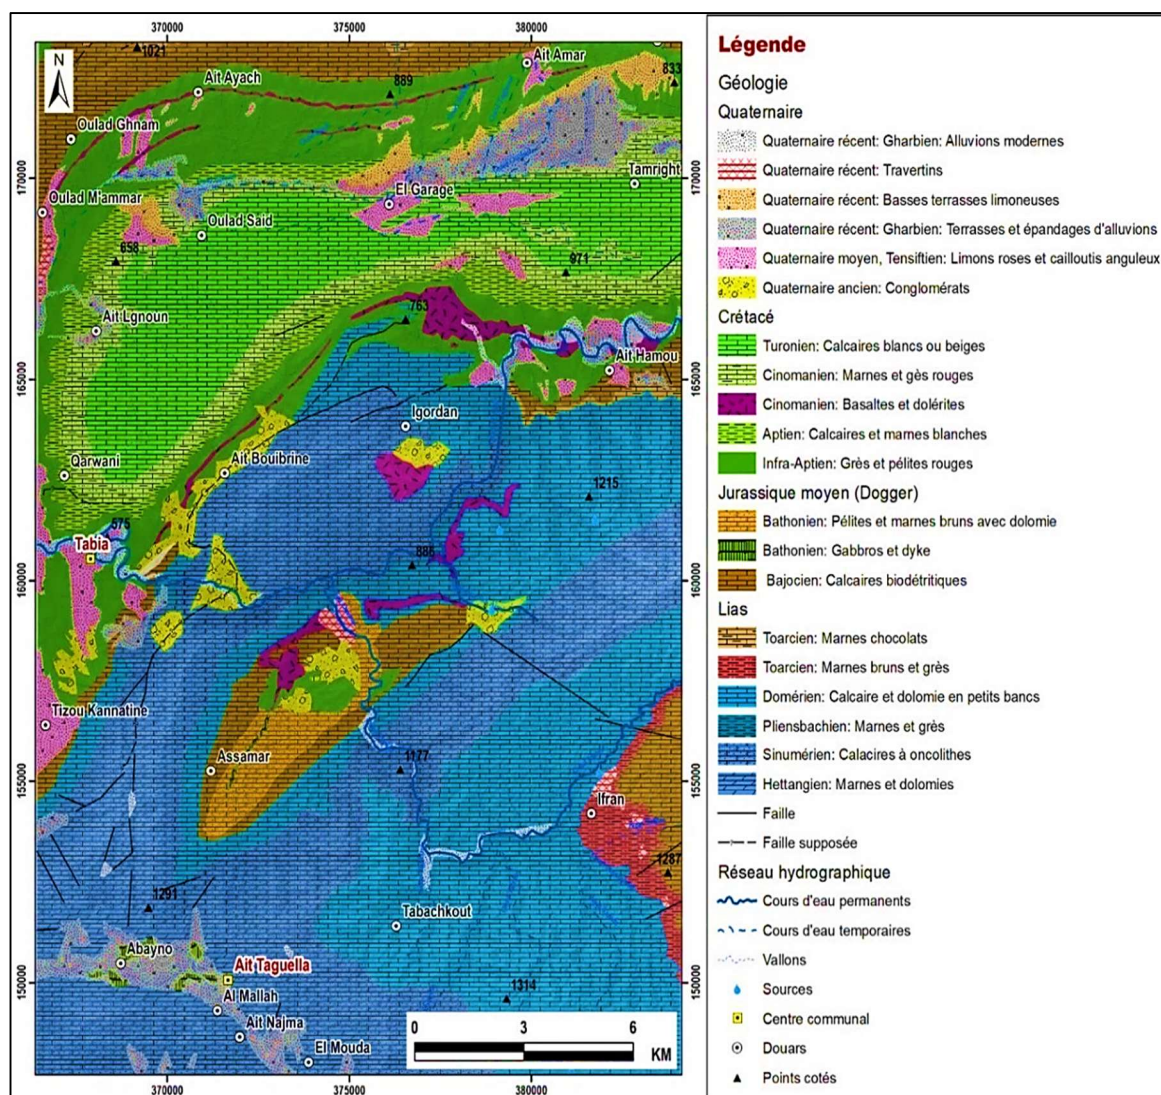 370000
375000
380000
N
1021
Ait Amar
Ait Ayach
889
833
Oulad Ghnam
170000
170000
Tamright
El Garage
Oulad M'ammar
Oulad Said
658
971
Ait Lgnoun
763
Ait Hamou
165000
165000
Igordan
Qarwani
Ait Bouibrine
1215
575
Tabia
886
160000
160000
Tizou Kannatine
Assamar
1177
155000
155000
Ifran
1287
1291
Tabachkout
Abayno
Ait Taguella
150000
150000
Al Mallah
1314
Ait Najma
El Mouda
0
3
6
KM
370000
375000
380000
Légende
Géologie
Quaternaire
Quaternaire récent: Gharbien: Alluvions modernes
Quaternaire récent: Travertins
Quaternaire récent: Basses terrasses limoneuses
Quaternaire récent: Gharbien: Terrasses et épandages d'alluvions
Quaternaire moyen, Tensiftien: Limons roses et cailloutis anguleux
Quaternaire ancien: Conglomérats
Crétacé
Turonien: Calcaires blancs ou beiges
Cinomanien: Marnes et gès rouges
Cinomanien: Basaltes et dolérites
Aptien: Calcaires et marnes blanches
Infra-Aptien: Grès et pélites rouges
Jurassique moyen (Dogger)
Bathonien: Pélites et marnes bruns avec dolomie
Bathonien: Gabbros et dyke
Bajocien: Calcaires biodétritiques
Lias
Toarcien: Marnes chocolats
Toarcien: Marnes bruns et grès
Domérien: Calcaire et dolomie en petits bancs
Pliensbachien: Marnes et grès
Sinumérien: Calacires à oncolithes
Hettangien: Marnes et dolomies
Faille
Faille supposée
Réseau hydrographique
Cours d'eau permanents
Cours d'eau temporaires
Vallons
Sources
Centre communal
Douars
Points cotés